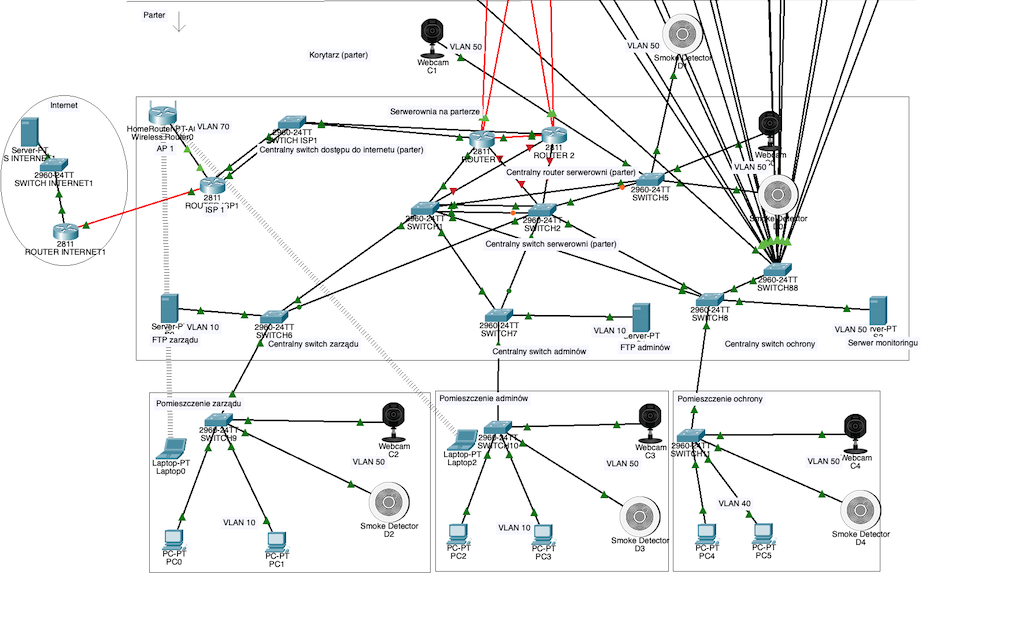 Parter
VLAN 50
Webcam
C1
Korytarz (parter)
VLAN 50
Smoke Detector
Internet
Server-PT
S INTERNET1
2960-24TT
SWITCH INTERNET1
2811
ROUTER INTERNET1
HomeRouter-PT-AC
Wireless Router0
AP 1
VLAN 70
2960-24TT
SWTICH ISP1
Serwerownia na parterze
Centralny switch dostępu do internetu (parter)
2811
ROUTER
2811
ROUTER 2
Centralny router serwerowni (parter)
2811
ROUTER ISP1
ISP 1
2960-24TT
SWITCH5
Webcam
VLAN 50
Smoke Detector
2960-24TT
SWITCH1
2960-24TT
SWITCH2
Centralny switch serwerowni (parter)
2960-24TT
SWITCH88
Server-PT
VLAN 10
FTP zarządu
2960-24TT
SWITCH6
Centralny switch zarządu
2960-24TT
SWITCH7
Centralny switch adminów
VLAN 10
Server-PT
FTP adminów
2960-24TT
SWITCH8
Centralny switch ochrony
VLAN 50
rver-PT
Serwer monitoringu
Pomieszczenie zarządu
2960-24TT
SWITCH9
Webcam
C2
Laptop-PT
Laptop0
VLAN 50
Smoke Detector
D2
VLAN 10
PC-PT
PC0
PC-PT
PC1
Pomieszczenie adminów
Laptop-PT
Laptop2
2960-24TT
SWITCH10
Webcam
C3
VLAN 50
Smoke Detector
D3
VLAN 10
PC-PT
PC2
PC-PT
PC3
Pomieszczenie ochrony
2960-24TT
SWITCH11
Webcam
C4
VLAN 50
VLAN 40
Smoke Detector
D4
PC-PT
PC4
PC-PT
PC5